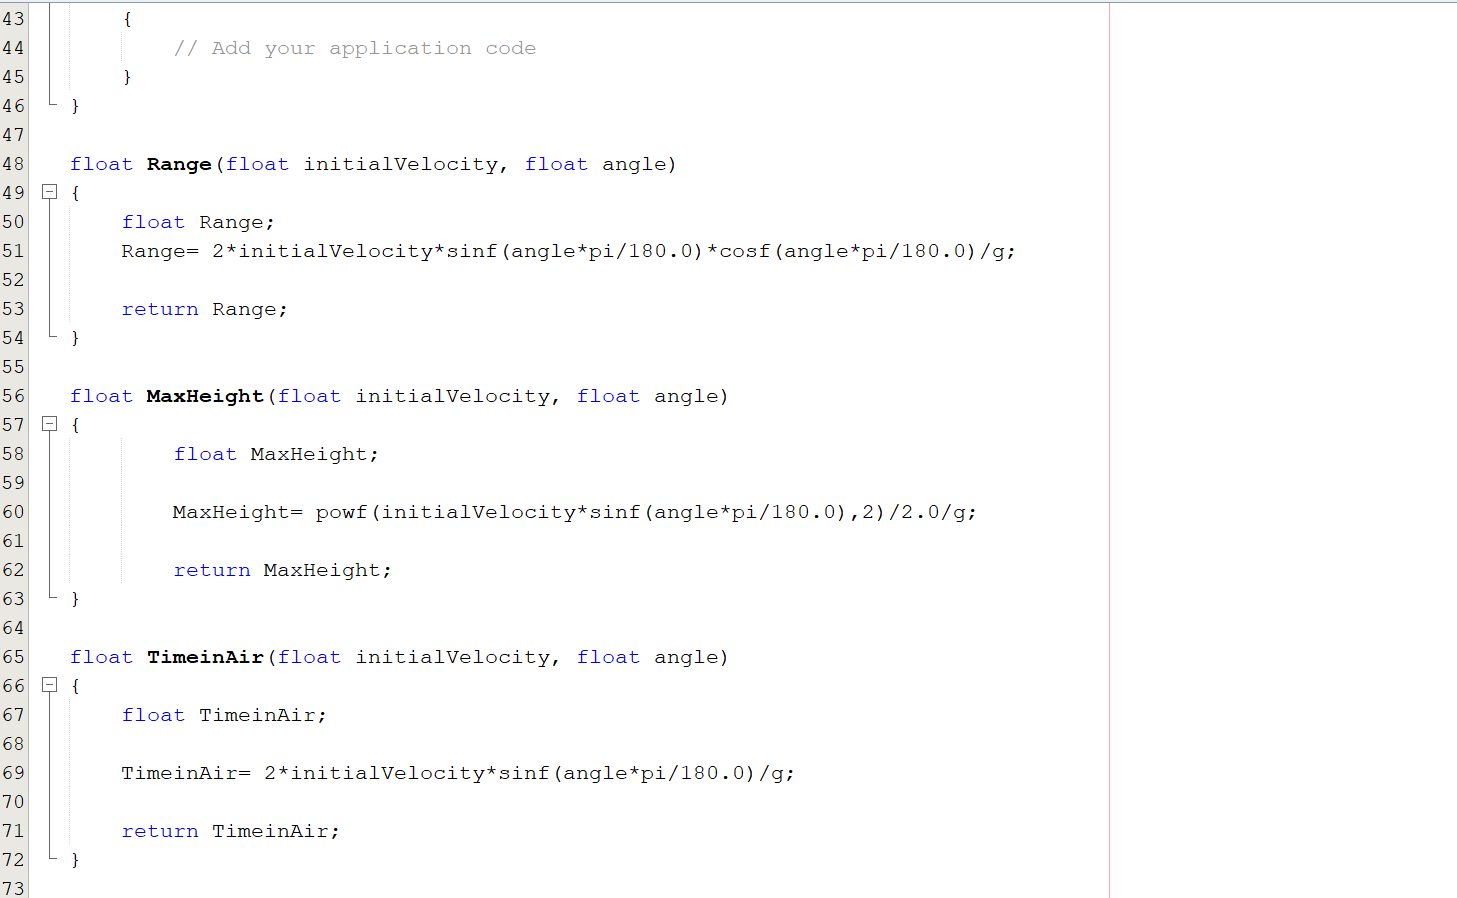 43 {
44 // Add your application code
45 }
46 }
47
48 float Range(float initialVelocity, float angle)
49 {
50 float Range;
51 Range= 2*initialVelocity*sinf(angle*pi/180.0)*cosf(angle*pi/180.0)/g;
52
53 return Range;
54 }
55
56 float MaxHeight(float initialVelocity, float angle)
57 {
58 float MaxHeight;
59
60 MaxHeight= powf(initialVelocity*sinf(angle*pi/180.0),2)/2.0/g;
61
62 return MaxHeight;
63 }
64
65 float TimeinAir(float initialVelocity, float angle)
66 {
67 float TimeinAir;
68
69 TimeinAir= 2*initialVelocity*sinf(angle*pi/180.0)/g;
70
71 return TimeinAir;
72 }
73